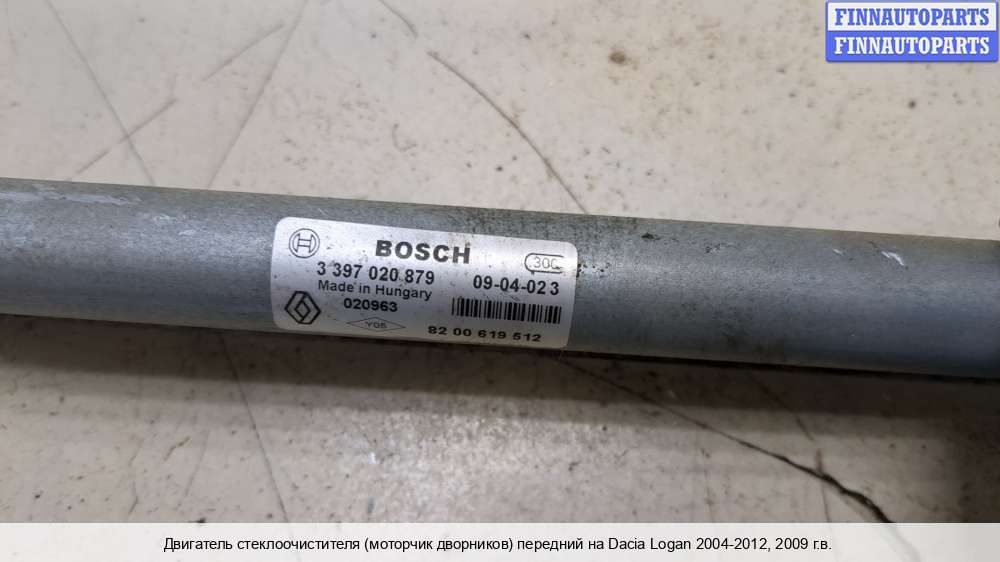 FINNAUTOPARTS
FINNAUTOPARTS
BOSCH
30C
3 397 020 879
09-04-02 3
Made in Hungary
020963
Y05
82 00 619 512
Двигатель стеклоочистителя (моторчик дворников) передний на Dacia Logan 2004-2012, 2009 г.в.